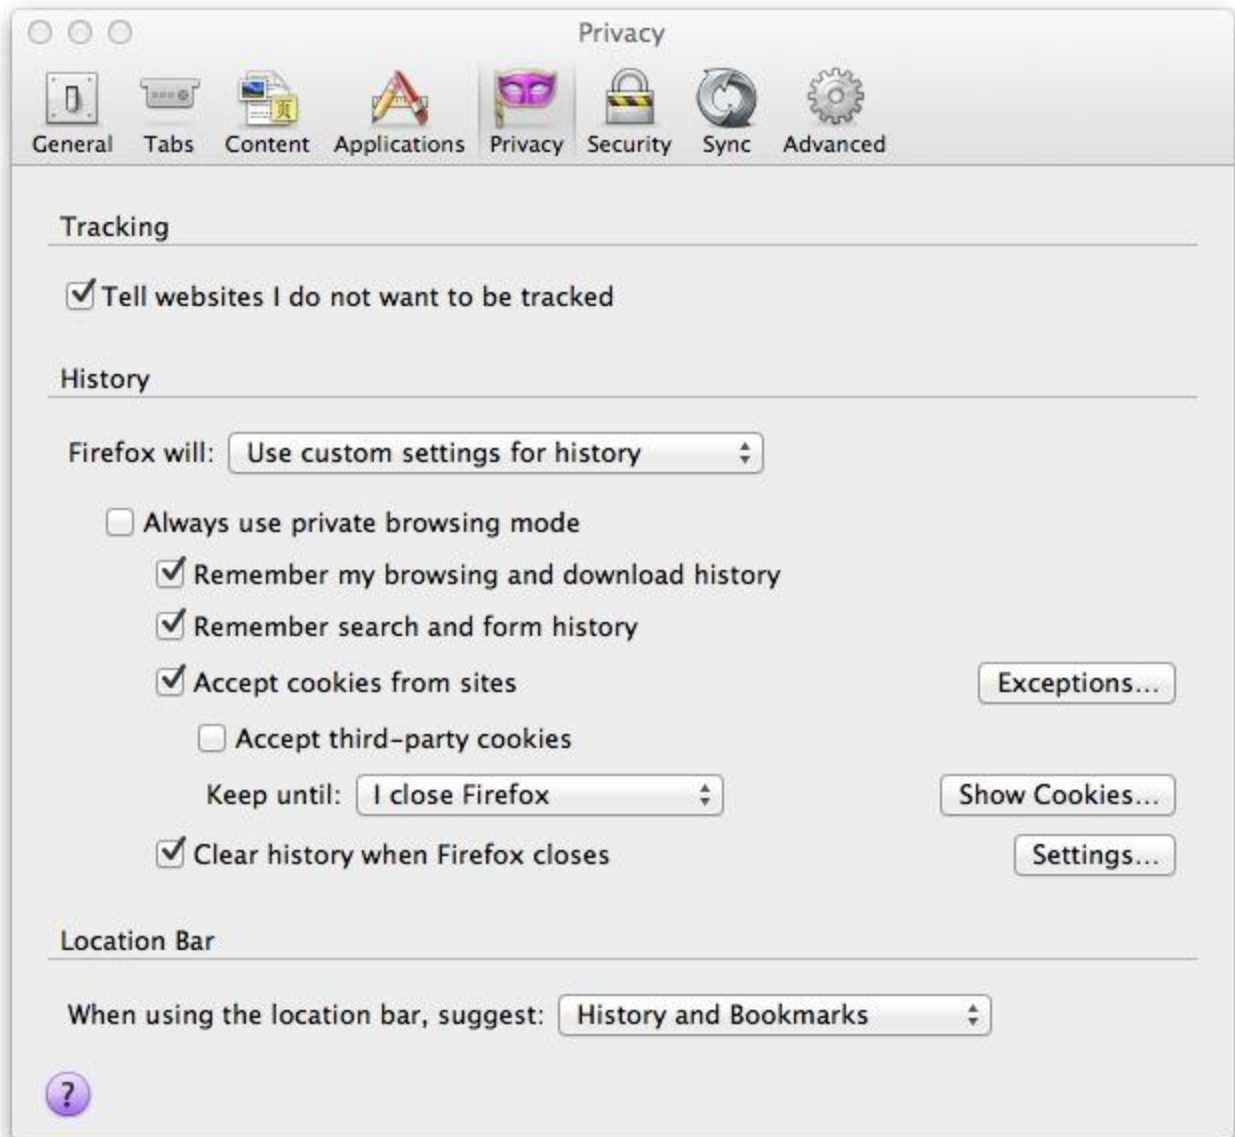 Privacy
General Tabs Content Applications Privacy Security Sync Advanced
Tracking
Tell websites I do not want to be tracked
History
Firefox will: Use custom settings for history
Always use private browsing mode
Remember my browsing and download history
Remember search and form history
Accept cookies from sites Exceptions...
Accept third-party cookies
Keep until: I close Firefox Show Cookies...
Clear history when Firefox closes Settings...
Location Bar
When using the location bar, suggest: History and Bookmarks
?